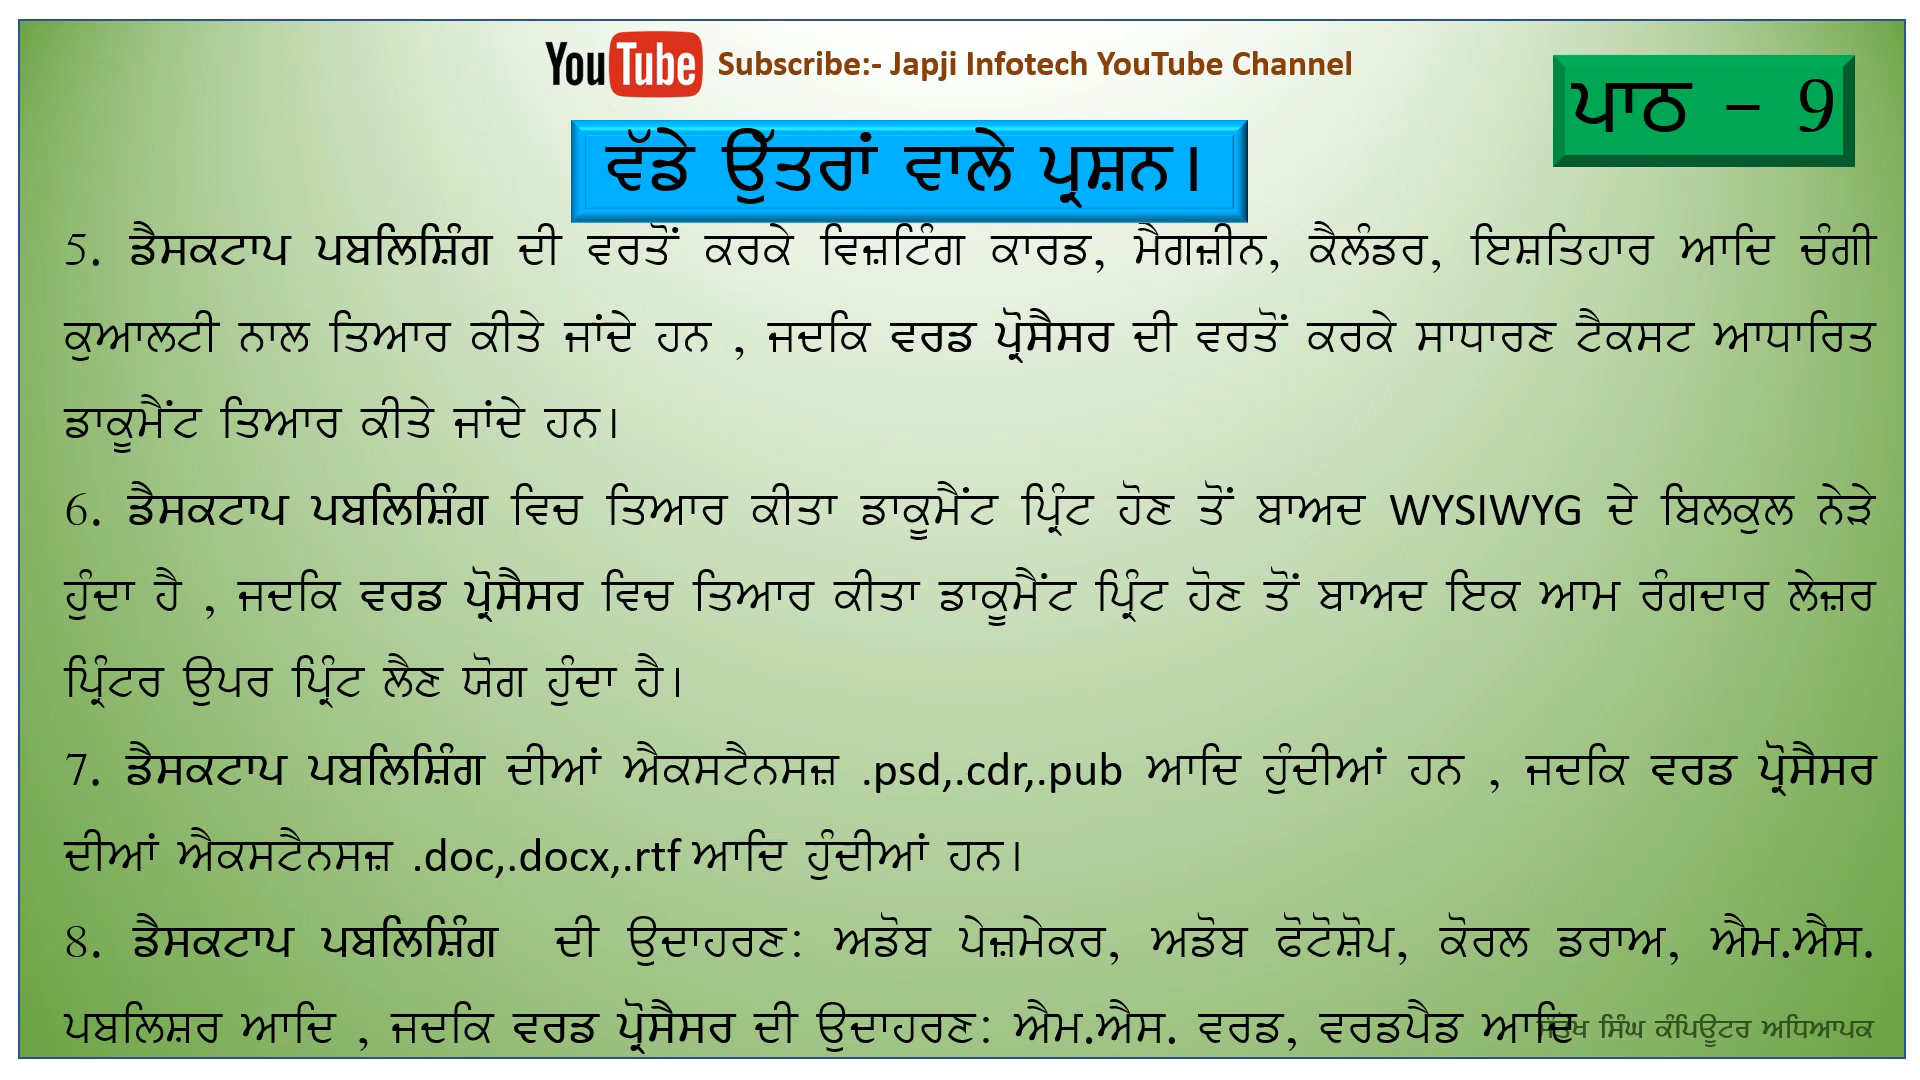 YouTube Subscribe:- Japji Infotech YouTube Channel
ਪਾਠ – 9
ਵੱਡੇ ਉੱਤਰਾਂ ਵਾਲੇ ਪ੍ਰਸ਼ਨ।
5. ਡੈਸਕਟਾਪ ਪਬਲਿਸ਼ਿੰਗ ਦੀ ਵਰਤੋਂ ਕਰਕੇ ਵਿਜ਼ਟਿੰਗ ਕਾਰਡ, ਮੈਗਜ਼ੀਨ, ਕੈਲੰਡਰ, ਇਸ਼ਤਿਹਾਰ ਆਦਿ ਚੰਗੀ
ਕੁਆਲਟੀ ਨਾਲ ਤਿਆਰ ਕੀਤੇ ਜਾਂਦੇ ਹਨ , ਜਦਕਿ ਵਰਡ ਪ੍ਰੋਸੈਸਰ ਦੀ ਵਰਤੋਂ ਕਰਕੇ ਸਾਧਾਰਣ ਟੈਕਸਟ ਆਧਾਰਿਤ
ਡਾਕੂਮੈਂਟ ਤਿਆਰ ਕੀਤੇ ਜਾਂਦੇ ਹਨ।
6. ਡੈਸਕਟਾਪ ਪਬਲਿਸ਼ਿੰਗ ਵਿਚ ਤਿਆਰ ਕੀਤਾ ਡਾਕੂਮੈਂਟ ਪ੍ਰਿੰਟ ਹੋਣ ਤੋਂ ਬਾਅਦ WYSIWYG ਦੇ ਬਿਲਕੁਲ ਨੇੜੇ
ਹੁੰਦਾ ਹੈ , ਜਦਕਿ ਵਰਡ ਪ੍ਰੋਸੈਸਰ ਵਿਚ ਤਿਆਰ ਕੀਤਾ ਡਾਕੂਮੈਂਟ ਪ੍ਰਿੰਟ ਹੋਣ ਤੋਂ ਬਾਅਦ ਇਕ ਆਮ ਰੰਗਦਾਰ ਲੇਜ਼ਰ
ਪ੍ਰਿੰਟਰ ਉਪਰ ਪ੍ਰਿੰਟ ਲੈਣ ਯੋਗ ਹੁੰਦਾ ਹੈ।
7. ਡੈਸਕਟਾਪ ਪਬਲਿਸ਼ਿੰਗ ਦੀਆਂ ਐਕਸਟੈਨਸਜ਼ .psd,.cdr,.pub ਆਦਿ ਹੁੰਦੀਆਂ ਹਨ , ਜਦਕਿ ਵਰਡ ਪ੍ਰੋਸੈਸਰ
ਦੀਆਂ ਐਕਸਟੈਨਸਜ਼ .doc,.docx,.rtf ਆਦਿ ਹੁੰਦੀਆਂ ਹਨ।
8. ਡੈਸਕਟਾਪ ਪਬਲਿਸ਼ਿੰਗ ਦੀ ਉਦਾਹਰਣ: ਅਡੋਬ ਪੇਜ਼ਮੇਕਰ, ਅਡੋਬ ਫੋਟੋਸ਼ੋਪ, ਕੋਰਲ ਡਰਾਅ, ਐਮ.ਐਸ.
ਪਬਲਿਸ਼ਰ ਆਦਿ , ਜਦਕਿ ਵਰਡ ਪ੍ਰੋਸੈਸਰ ਦੀ ਉਦਾਹਰਣ: ਐਮ.ਐਸ. ਵਰਡ, ਵਰਡਪੈਡ ਆਦਿ
ਸਿੰਘ ਕੰਪਿਊਟਰ ਅਧਿਆਪਕ